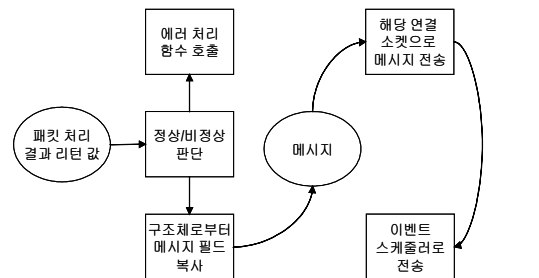 에러 처리
함수 호출
해당 연결
소켓으로
메시지 전송
패킷 처리
결과 리턴 값
정상/비정상
판단
메시지
구조체로부터
메시지 필드
복사
이벤트
스케줄러로
전송